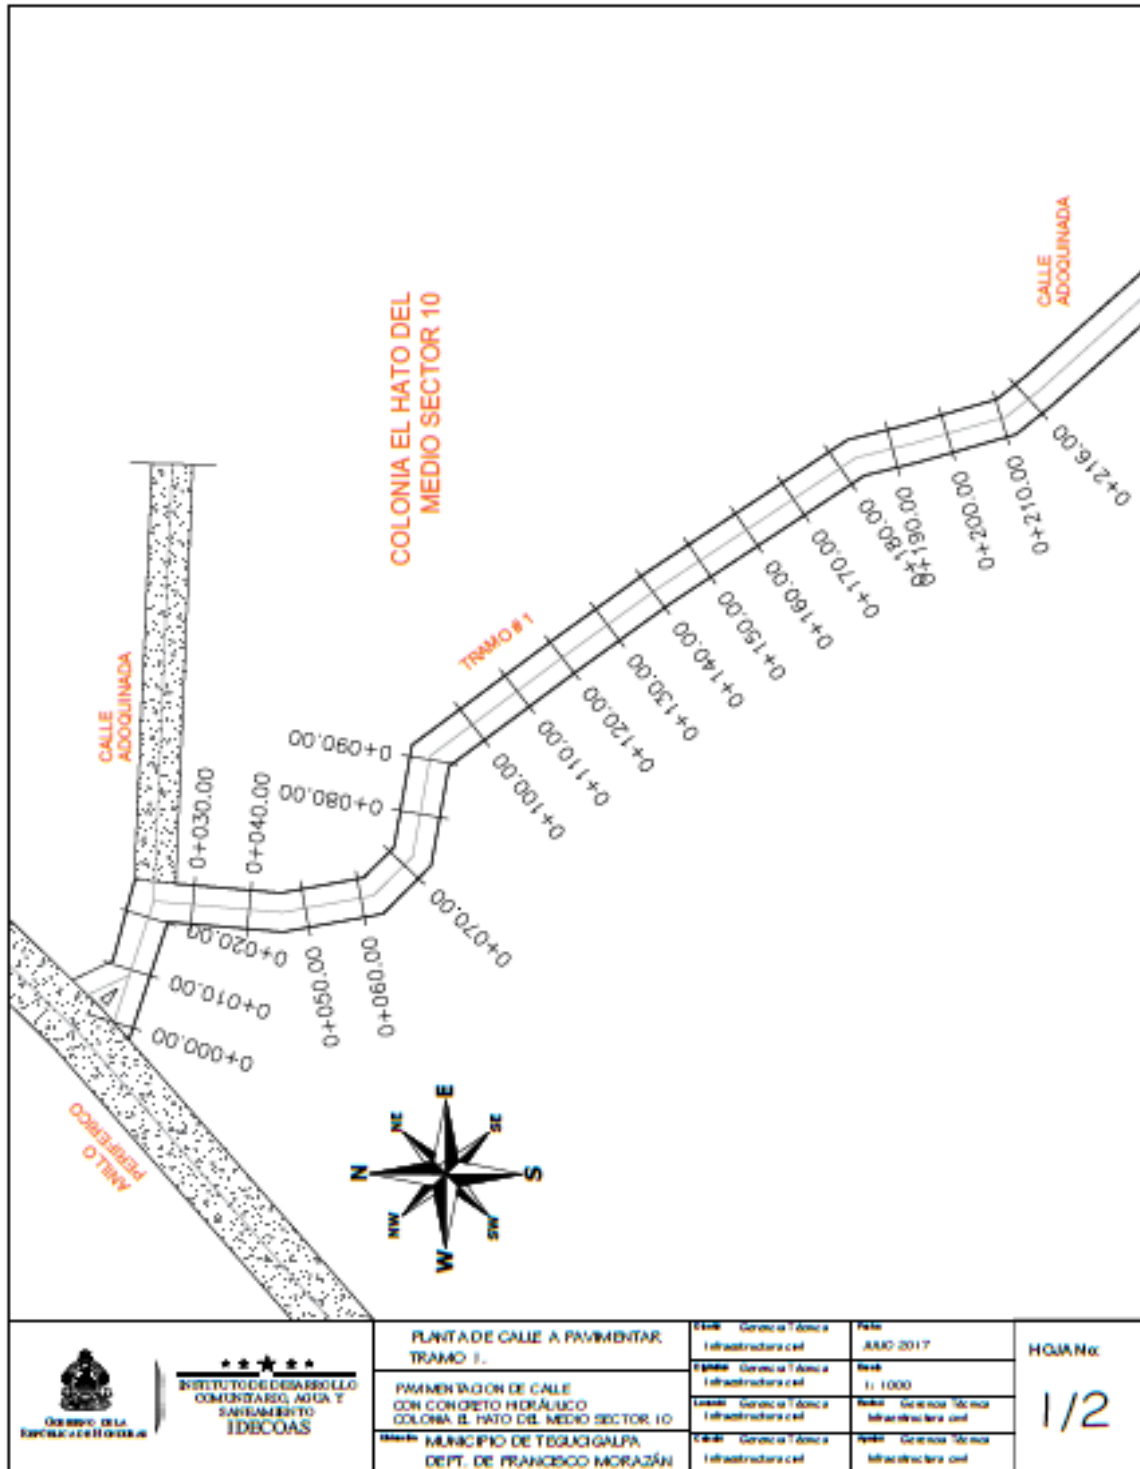 CALLE
ADOQUINADA
COLONIA EL HATO DEL
MEDIO SECTOR 10
TRAMO # 1
CALLE
ADOQUINADA
0+000.00
0+010.00
0+020.00
0+030.00
0+040.00
0+050.00
0+060.00
0+070.00
0+080.00
0+090.00
0+100.00
0+110.00
0+120.00
0+130.00
0+140.00
0+150.00
0+160.00
0+170.00
0+180.00
0+190.00
0+200.00
0+210.00
0+216.00
ANILLO
PERIFERICO
N
NE
E
SE
S
SW
W
NW
GOBIERNO DE LA
REPÚBLICA DE HONDURAS
INSTITUTO DE DESARROLLO
COMUNITARIO, AGUA Y
SANEAMIENTO
IDECOAS
PLANTA DE CALLE A PAVIMENTAR
TRAMO 1.
PAVIMENTACION DE CALLE
CON CONCRETO HIDRÁULICO
COLONIA EL HATO DEL MEDIO SECTOR 10
MUNICIPIO DE TEGUCIGALPA
DEPT. DE FRANCISCO MORAZÁN
Gerencia Técnica
Infraestructura civil
Gerencia Técnica
Infraestructura civil
Gerencia Técnica
Infraestructura civil
Gerencia Técnica
Infraestructura civil
JULIO 2017
1: 1000
Gerencia Técnica
Infraestructura civil
Gerencia Técnica
Infraestructura civil
HOJA No:
1/2